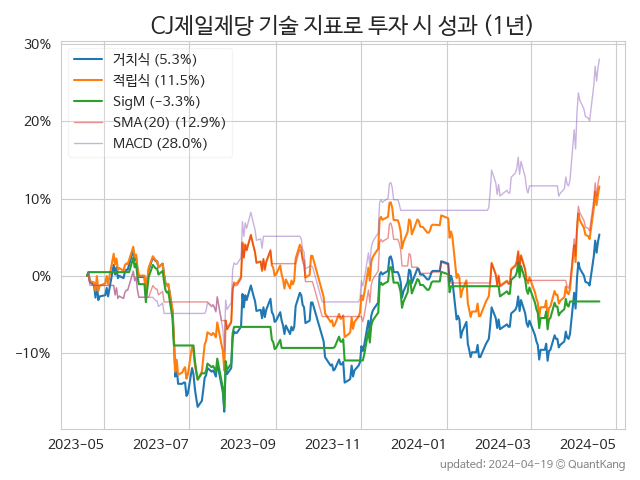 CJ제일제당 기술 지표로 투자 시 성과 (1년)
30%
20%
10%
0%
−10%
거치식 (5.3%)
적립식 (11.5%)
SigM (−3.3%)
SMA(20) (12.9%)
MACD (28.0%)
2023-05 2023-07 2023-09 2023-11 2024-01 2024-03 2024-05
updated: 2024-04-19 © QuantKang